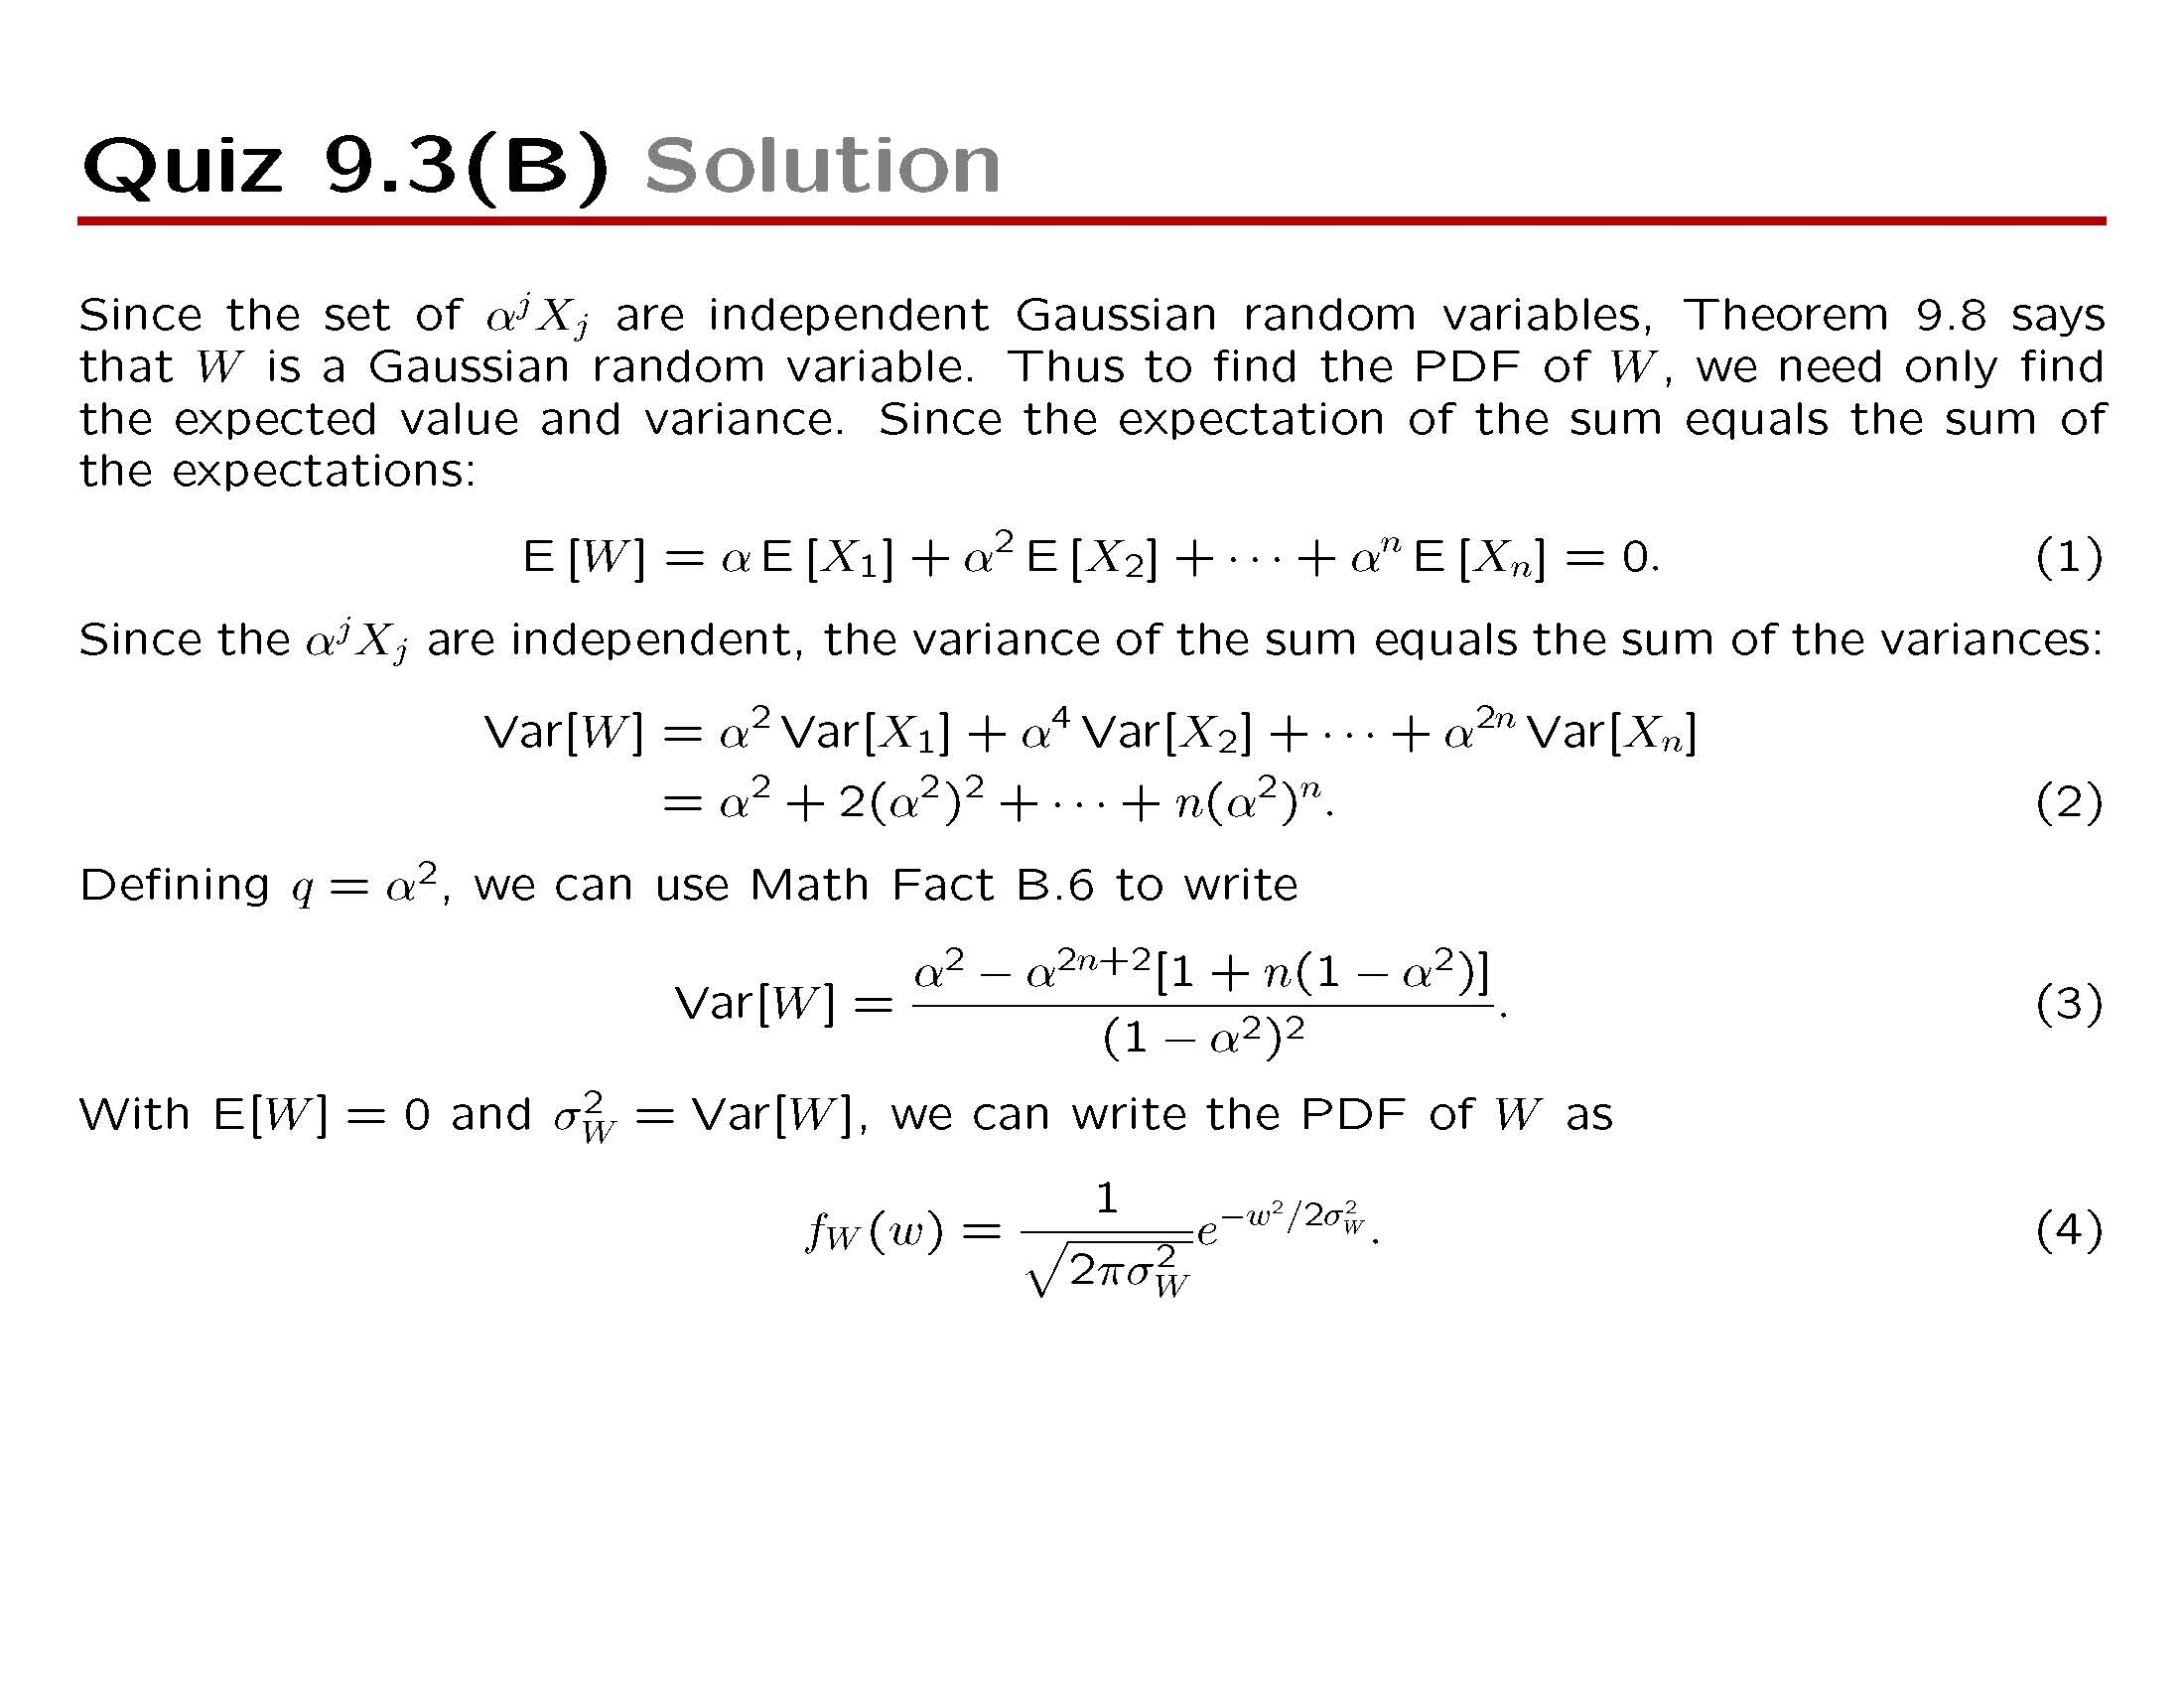 Quiz 9.3(B) Solution
Since the set of α^j X_j are independent Gaussian random variables, Theorem 9.8 says
that W is a Gaussian random variable. Thus to find the PDF of W, we need only find
the expected value and variance. Since the expectation of the sum equals the sum of
the expectations:
E [W] = α E [X_1] + α^2 E [X_2] + · · · + α^n E [X_n] = 0. (1)
Since the α^j X_j are independent, the variance of the sum equals the sum of the variances:
Var[W] = α^2 Var[X_1] + α^4 Var[X_2] + · · · + α^{2n} Var[X_n]
= α^2 + 2(α^2)^2 + · · · + n(α^2)^n. (2)
Defining q = α^2, we can use Math Fact B.6 to write
Var[W] = \frac{α^2 − α^{2n+2}[1 + n(1 − α^2)]}{(1 − α^2)^2}. (3)
With E[W] = 0 and σ_W^2 = Var[W], we can write the PDF of W as
f_W(w) = \frac{1}{\sqrt{2πσ_W^2}} e^{−w^2/2σ_W^2}. (4)